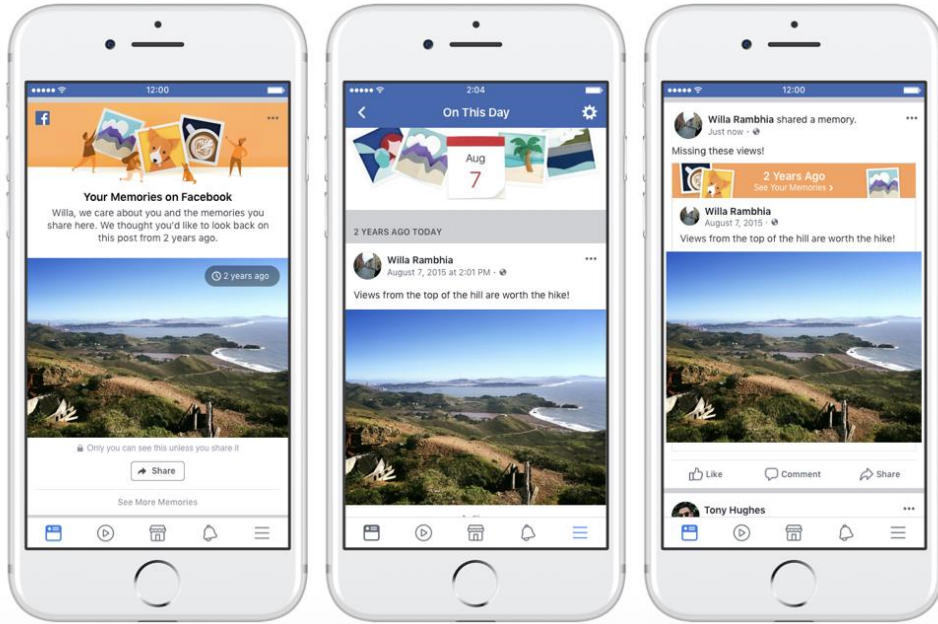 12:00
Your Memories on Facebook
Willa, we care about you and the memories you
share here. We thought you'd like to look back on
this post from 2 years ago.
2 years ago
Only you can see this unless you share it
Share
See More Memories
2:04
On This Day
Aug
7
2 YEARS AGO TODAY
Willa Rambhia
August 7, 2015 at 2:01 PM ·
Views from the top of the hill are worth the hike!
12:00
Willa Rambhia shared a memory.
Just now ·
Missing these views!
2 Years Ago
See Your Memories >
Willa Rambhia
August 7, 2015 ·
Views from the top of the hill are worth the hike!
Like
Comment
Share
Tony Hughes